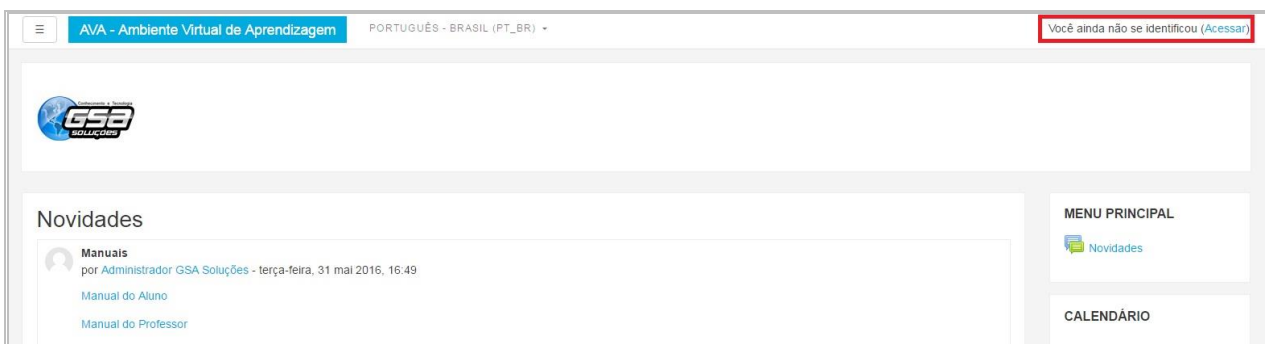 AVA - Ambiente Virtual de Aprendizagem
PORTUGUÊS - BRASIL (PT_BR)
Você ainda não se identificou (Acessar)
Conhecimento e Tecnologia
GSA
SOLUÇÕES
Novidades
Manuais
por Administrador GSA Soluções - terça-feira, 31 mai 2016, 16:49
Manual do Aluno
Manual do Professor
MENU PRINCIPAL
Novidades
CALENDÁRIO